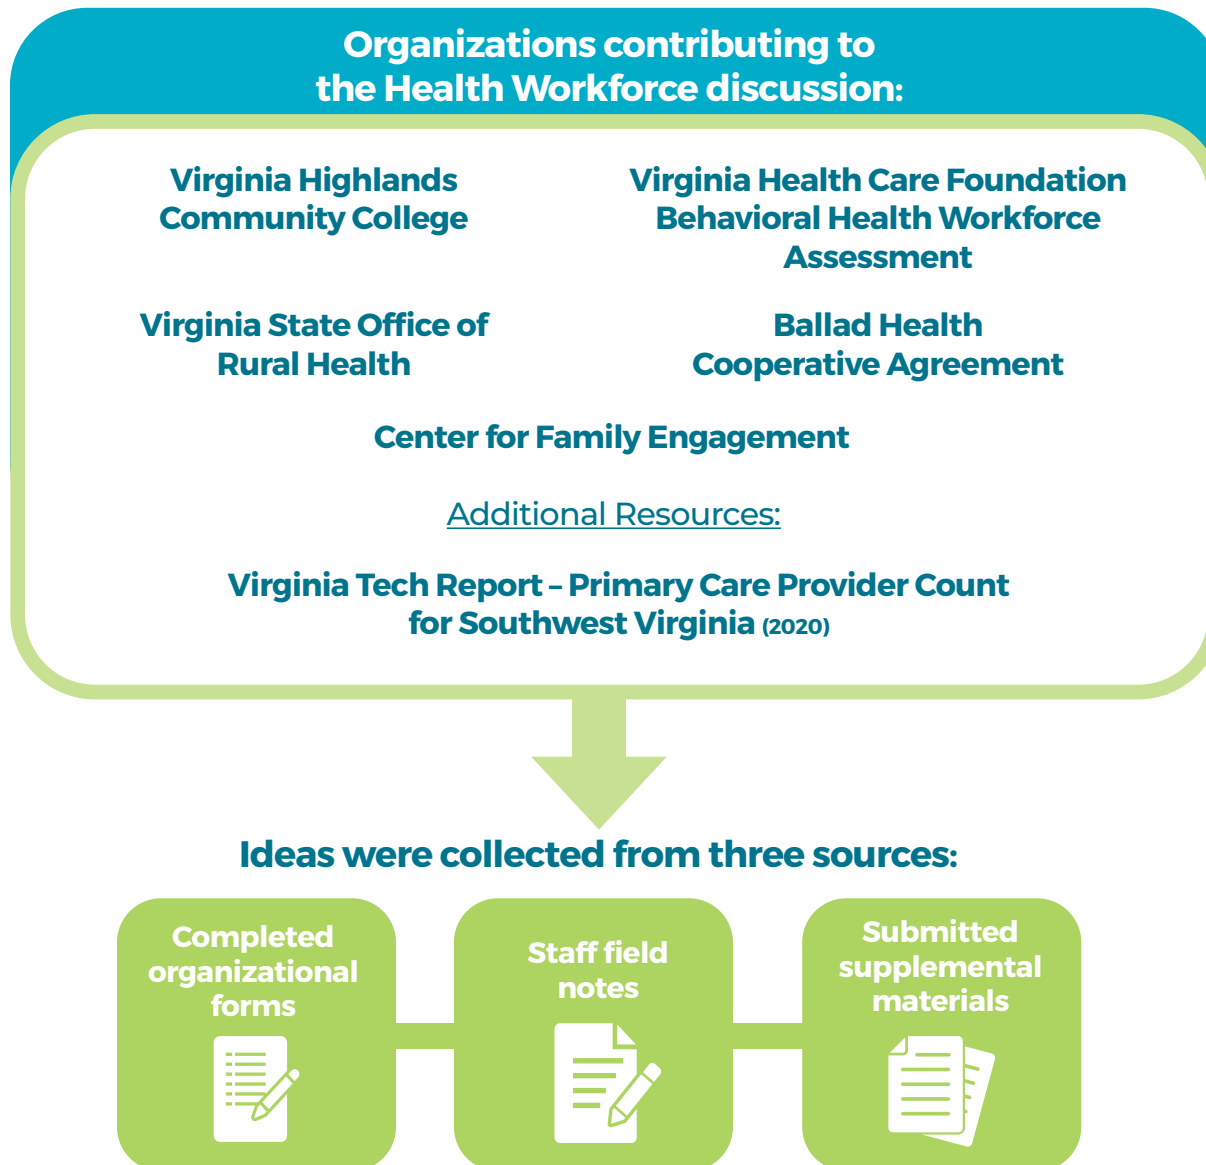 Organizations contributing to
the Health Workforce discussion:
Virginia Highlands
Community College
Virginia Health Care Foundation
Behavioral Health Workforce
Assessment
Virginia State Office of
Rural Health
Ballad Health
Cooperative Agreement
Center for Family Engagement
Additional Resources:
Virginia Tech Report – Primary Care Provider Count
for Southwest Virginia (2020)
Ideas were collected from three sources:
Completed
organizational
forms
Staff field
notes
Submitted
supplemental
materials